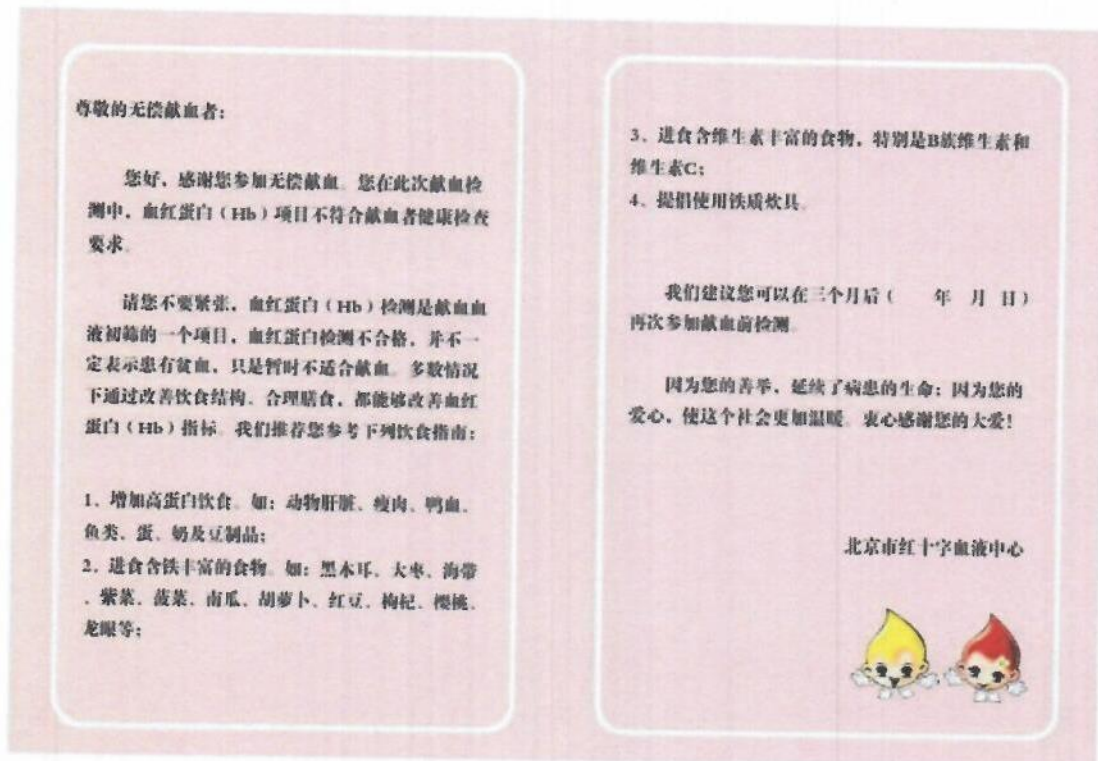 尊敬的无偿献血者：
您好，感谢您参加无偿献血。您在此次献血检
测中，血红蛋白（Hb）项目不符合献血者健康检查
要求。
请您不要紧张，血红蛋白（Hb）检测是献血血
液初筛的一个项目，血红蛋白检测不合格，并不一
定表示患有贫血，只是暂时不适合献血。多数情况
下通过改善饮食结构、合理膳食，都能够改善血红
蛋白（Hb）指标。我们推荐您参考下列饮食指南：
1、增加高蛋白饮食。如：动物肝脏、瘦肉、鸭血、
鱼类、蛋、奶及豆制品；
2、进食含铁丰富的食物。如：黑木耳、大枣、海带
、紫菜、菠菜、南瓜、胡萝卜、红豆、枸杞、樱桃、
龙眼等；
3、进食含维生素丰富的食物，特别是B族维生素和
维生素C；
4、提倡使用铁质炊具。
我们建议您可以在三个月后（ 年 月 日）
再次参加献血前检测。
因为您的善举，延续了病患的生命；因为您的
爱心，使这个社会更加温暖。衷心感谢您的大爱！
北京市红十字血液中心